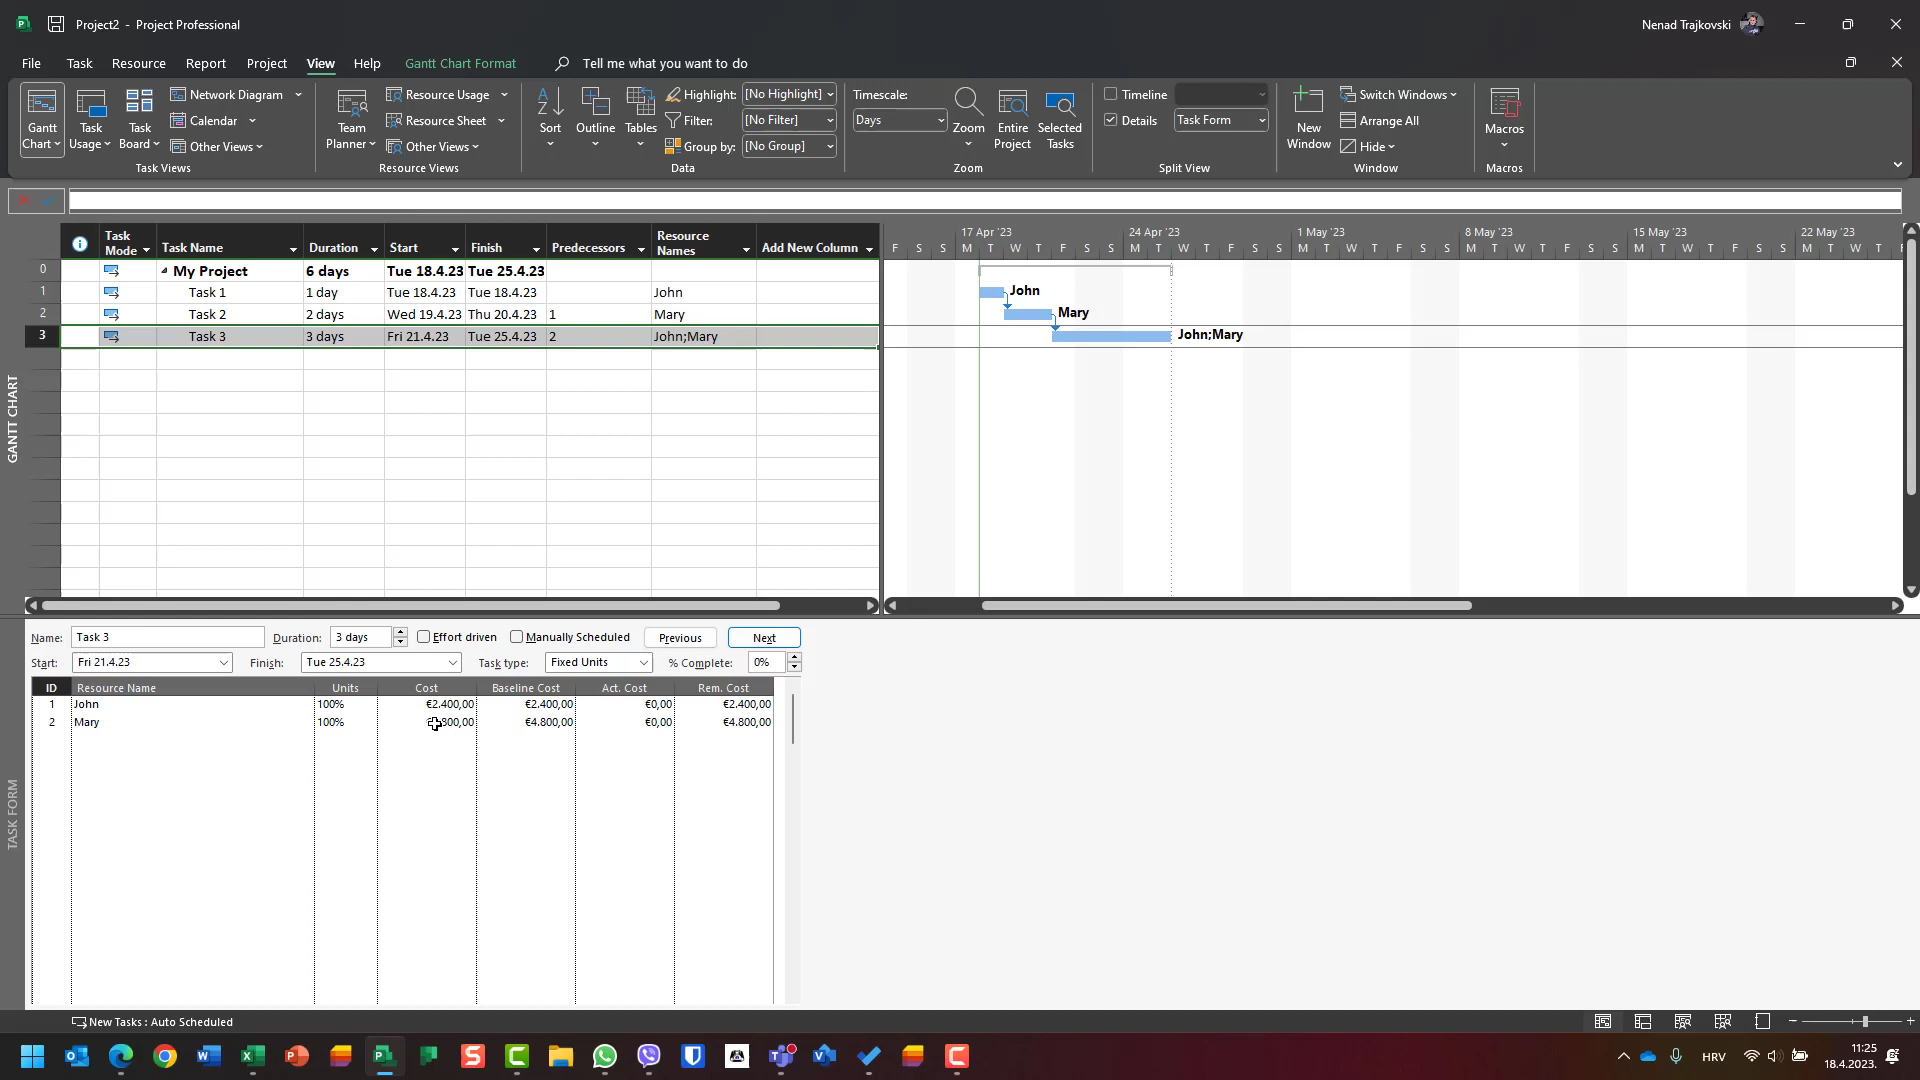 Project2 - Project Professional
Nenad Trajkovski
File Task Resource Report Project View Help Gantt Chart Format Tell me what you want to do
Gantt Chart
Task Usage
Task Board
Network Diagram
Calendar
Other Views
Task Views
Team Planner
Resource Usage
Resource Sheet
Other Views
Resource Views
Sort
Outline
Tables
Highlight: [No Highlight]
Filter: [No Filter]
Group by: [No Group]
Data
Timescale:
Days
Zoom
Entire Project
Selected Tasks
Zoom
Timeline
Details Task Form
Split View
New Window
Switch Windows
Arrange All
Hide
Window
Macros
Macros
Task Mode Task Name Duration Start Finish Predecessors Resource Names Add New Column
0 My Project 6 days Tue 18.4.23 Tue 25.4.23
1 Task 1 1 day Tue 18.4.23 Tue 18.4.23 John
2 Task 2 2 days Wed 19.4.23 Thu 20.4.23 1 Mary
3 Task 3 3 days Fri 21.4.23 Tue 25.4.23 2 John;Mary
17 Apr '23 24 Apr '23 1 May '23 8 May '23 15 May '23 22 May '23
F S S M T W T F S S M T W T F S S M T W T F S S M T W T F S S M T W T F S S M T W T F
John
Mary
John;Mary
GANTT CHART
Name: Task 3 Duration: 3 days Effort driven Manually Scheduled Previous Next
Start: Fri 21.4.23 Finish: Tue 25.4.23 Task type: Fixed Units % Complete: 0%
ID Resource Name Units Cost Baseline Cost Act. Cost Rem. Cost
1 John 100% €2.400,00 €2.400,00 €0,00 €2.400,00
2 Mary 100% 800,00 €4.800,00 €0,00 €4.800,00
TASK FORM
New Tasks : Auto Scheduled
HRV
11:25
18.4.2023.